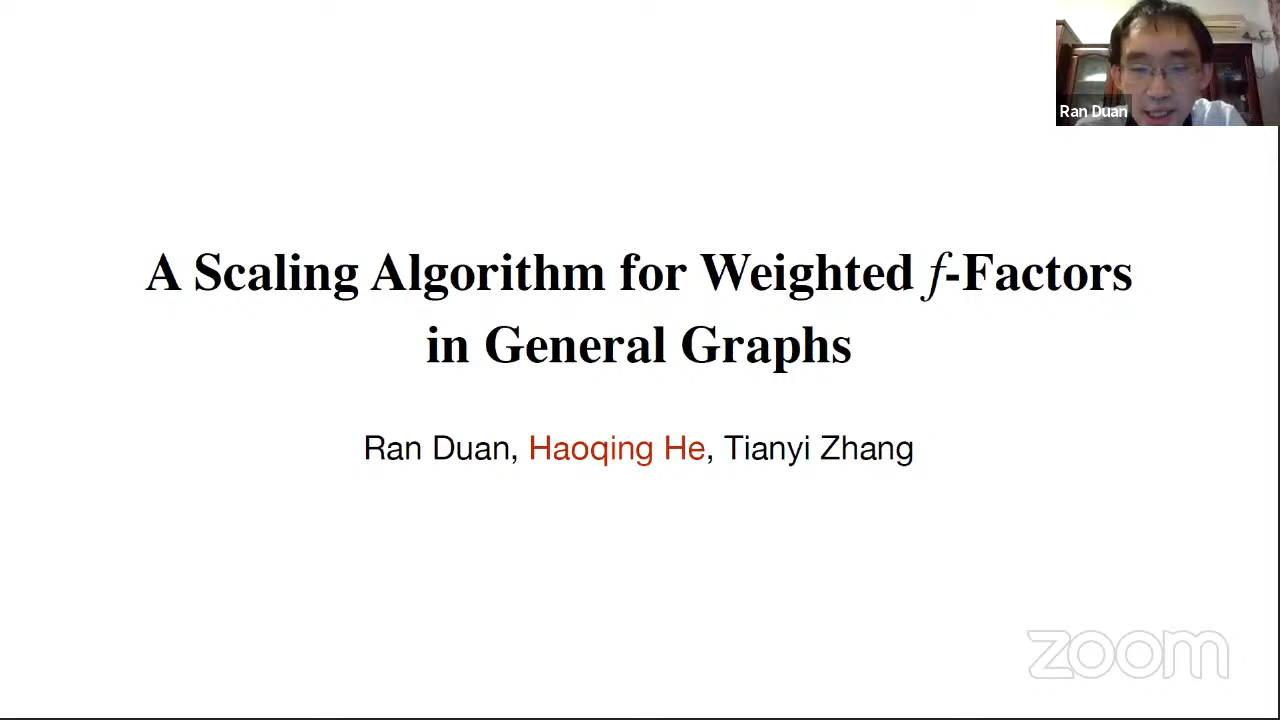 Ran Duan
A Scaling Algorithm for Weighted f-Factors
in General Graphs
Ran Duan, Haoqing He, Tianyi Zhang
zoom